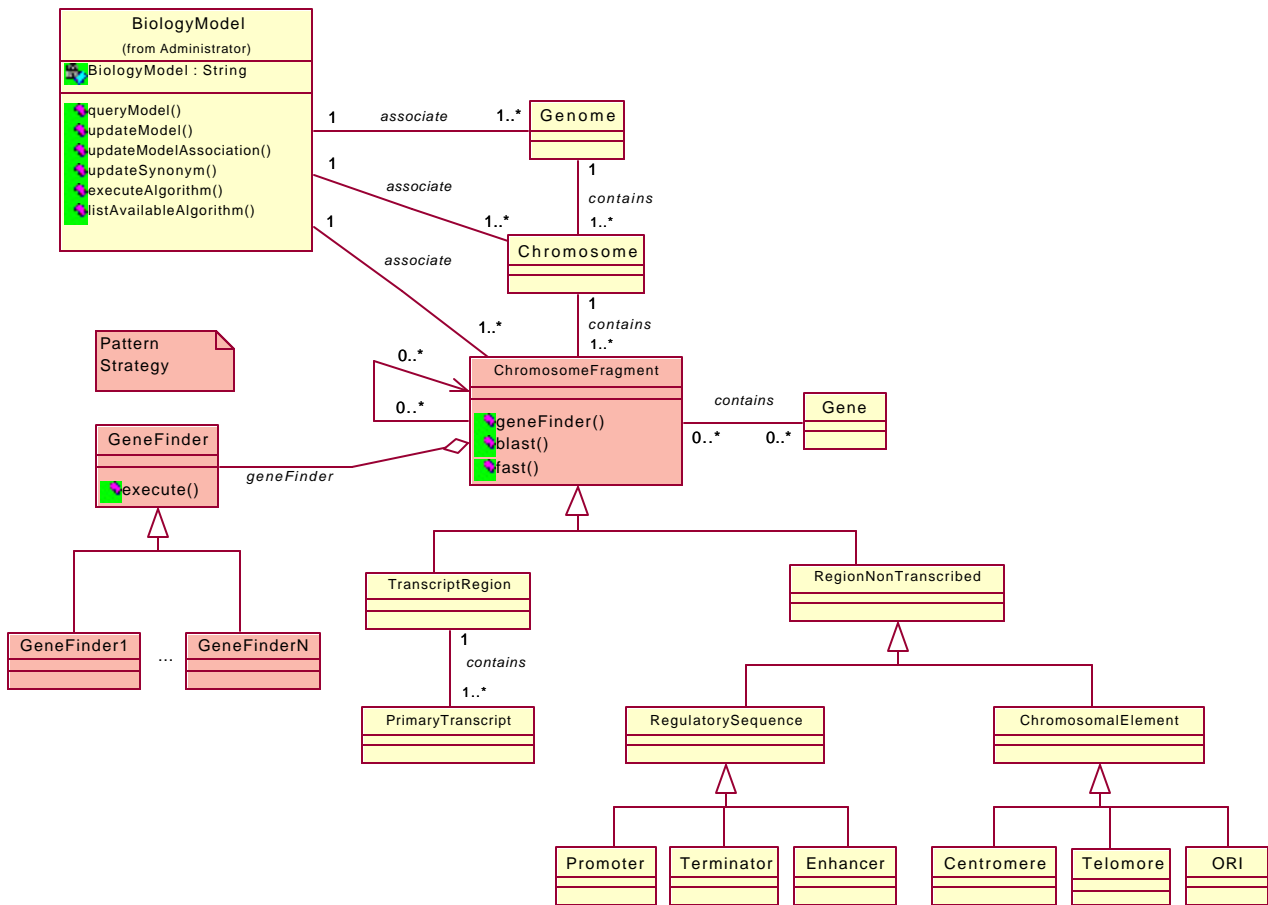 BiologyModel
(from Administrator)
BiologyModel : String
queryModel()
updateModel()
updateModelAssociation()
updateSynonym()
executeAlgorithm()
listAvailableAlgorithm()
1
associate
1..*
Genome
1
associate
1..*
1
contains
1..*
Chromosome
1
associate
1..*
1
contains
1..*
Pattern
Strategy
0..*
0..*
ChromosomeFragment
geneFinder()
blast()
fast()
contains
0..*
0..*
Gene
GeneFinder
execute()
geneFinder
GeneFinder1
...
GeneFinderN
TranscriptRegion
1
contains
1..*
PrimaryTranscript
RegionNonTranscribed
RegulatorySequence
ChromosomalElement
Promoter
Terminator
Enhancer
Centromere
Telomore
ORI